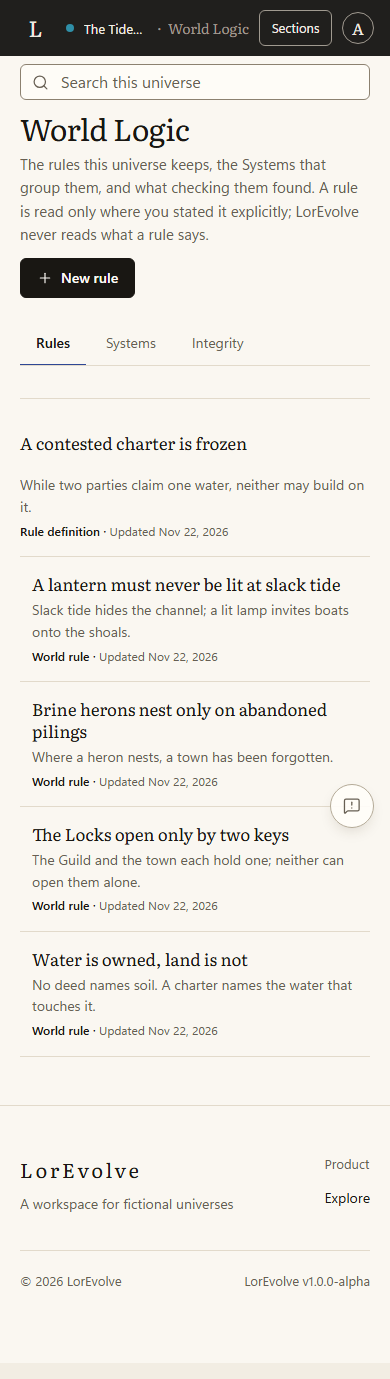 L The Tide... · World Logic Sections A
Search this universe
World Logic
The rules this universe keeps, the Systems that
group them, and what checking them found. A rule
is read only where you stated it explicitly; LorEvolve
never reads what a rule says.
+ New rule
Rules Systems Integrity
A contested charter is frozen
While two parties claim one water, neither may build on
it.
Rule definition · Updated Nov 22, 2026
A lantern must never be lit at slack tide
Slack tide hides the channel; a lit lamp invites boats
onto the shoals.
World rule · Updated Nov 22, 2026
Brine herons nest only on abandoned
pilings
Where a heron nests, a town has been forgotten.
World rule · Updated Nov 22, 2026
The Locks open only by two keys
The Guild and the town each hold one; neither can
open them alone.
World rule · Updated Nov 22, 2026
Water is owned, land is not
No deed names soil. A charter names the water that
touches it.
World rule · Updated Nov 22, 2026
LorEvolve
A workspace for fictional universes
Product
Explore
© 2026 LorEvolve
LorEvolve v1.0.0-alpha